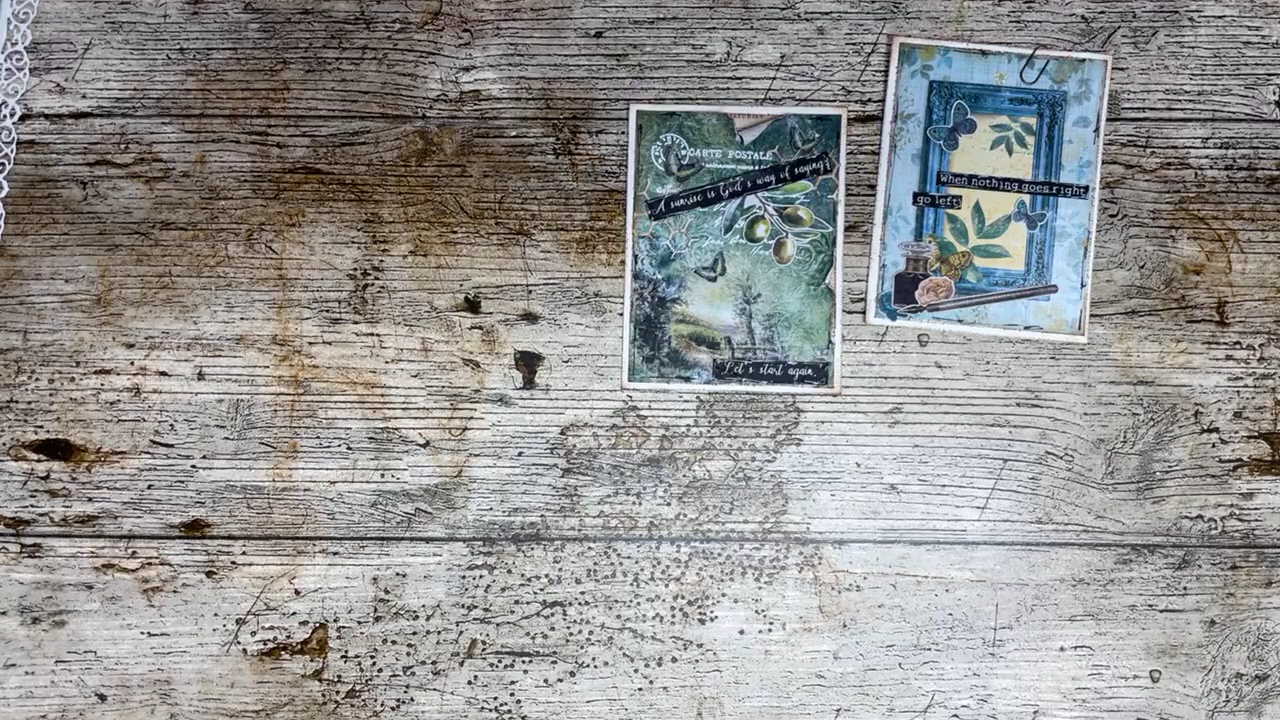 CARTE POSTALE
"A sunrise is God's way of saying,
"Let's start again."
When nothing goes right
go left